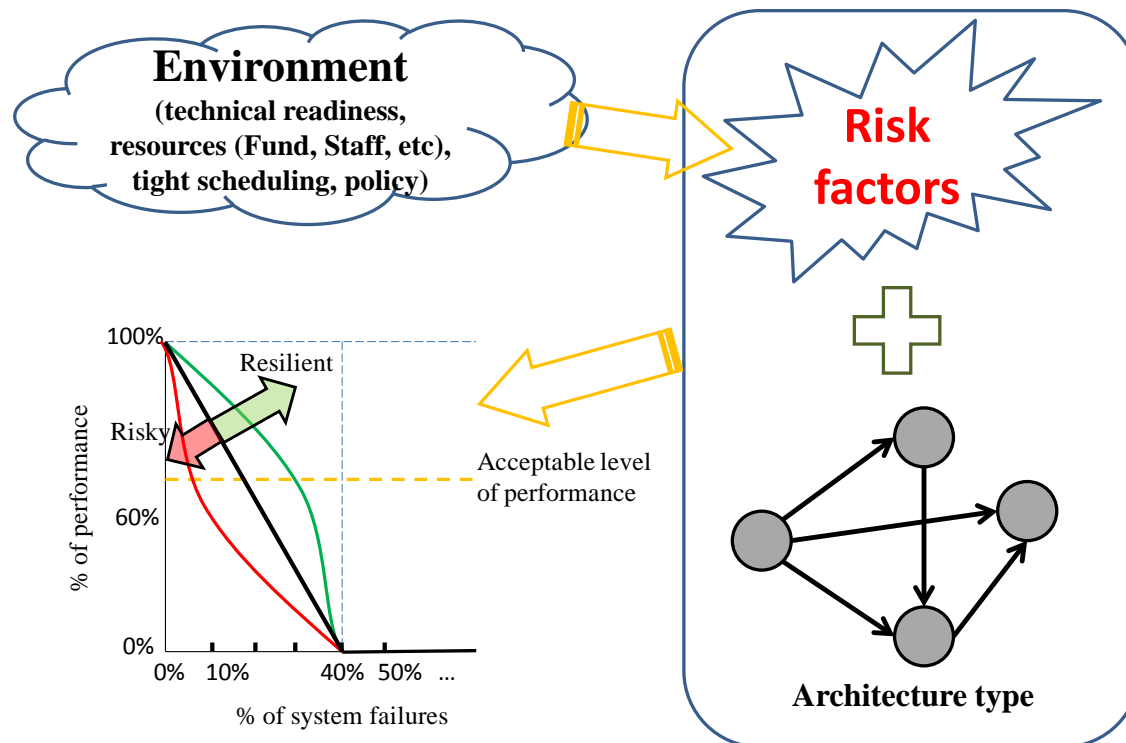 Environment
(technical readiness,
resources (Fund, Staff, etc),
tight scheduling, policy)
Risk
factors
100%
Resilient
Risky
Acceptable level
of performance
60%
% of performance
0%
0% 10% 40% 50% ...
% of system failures
Architecture type